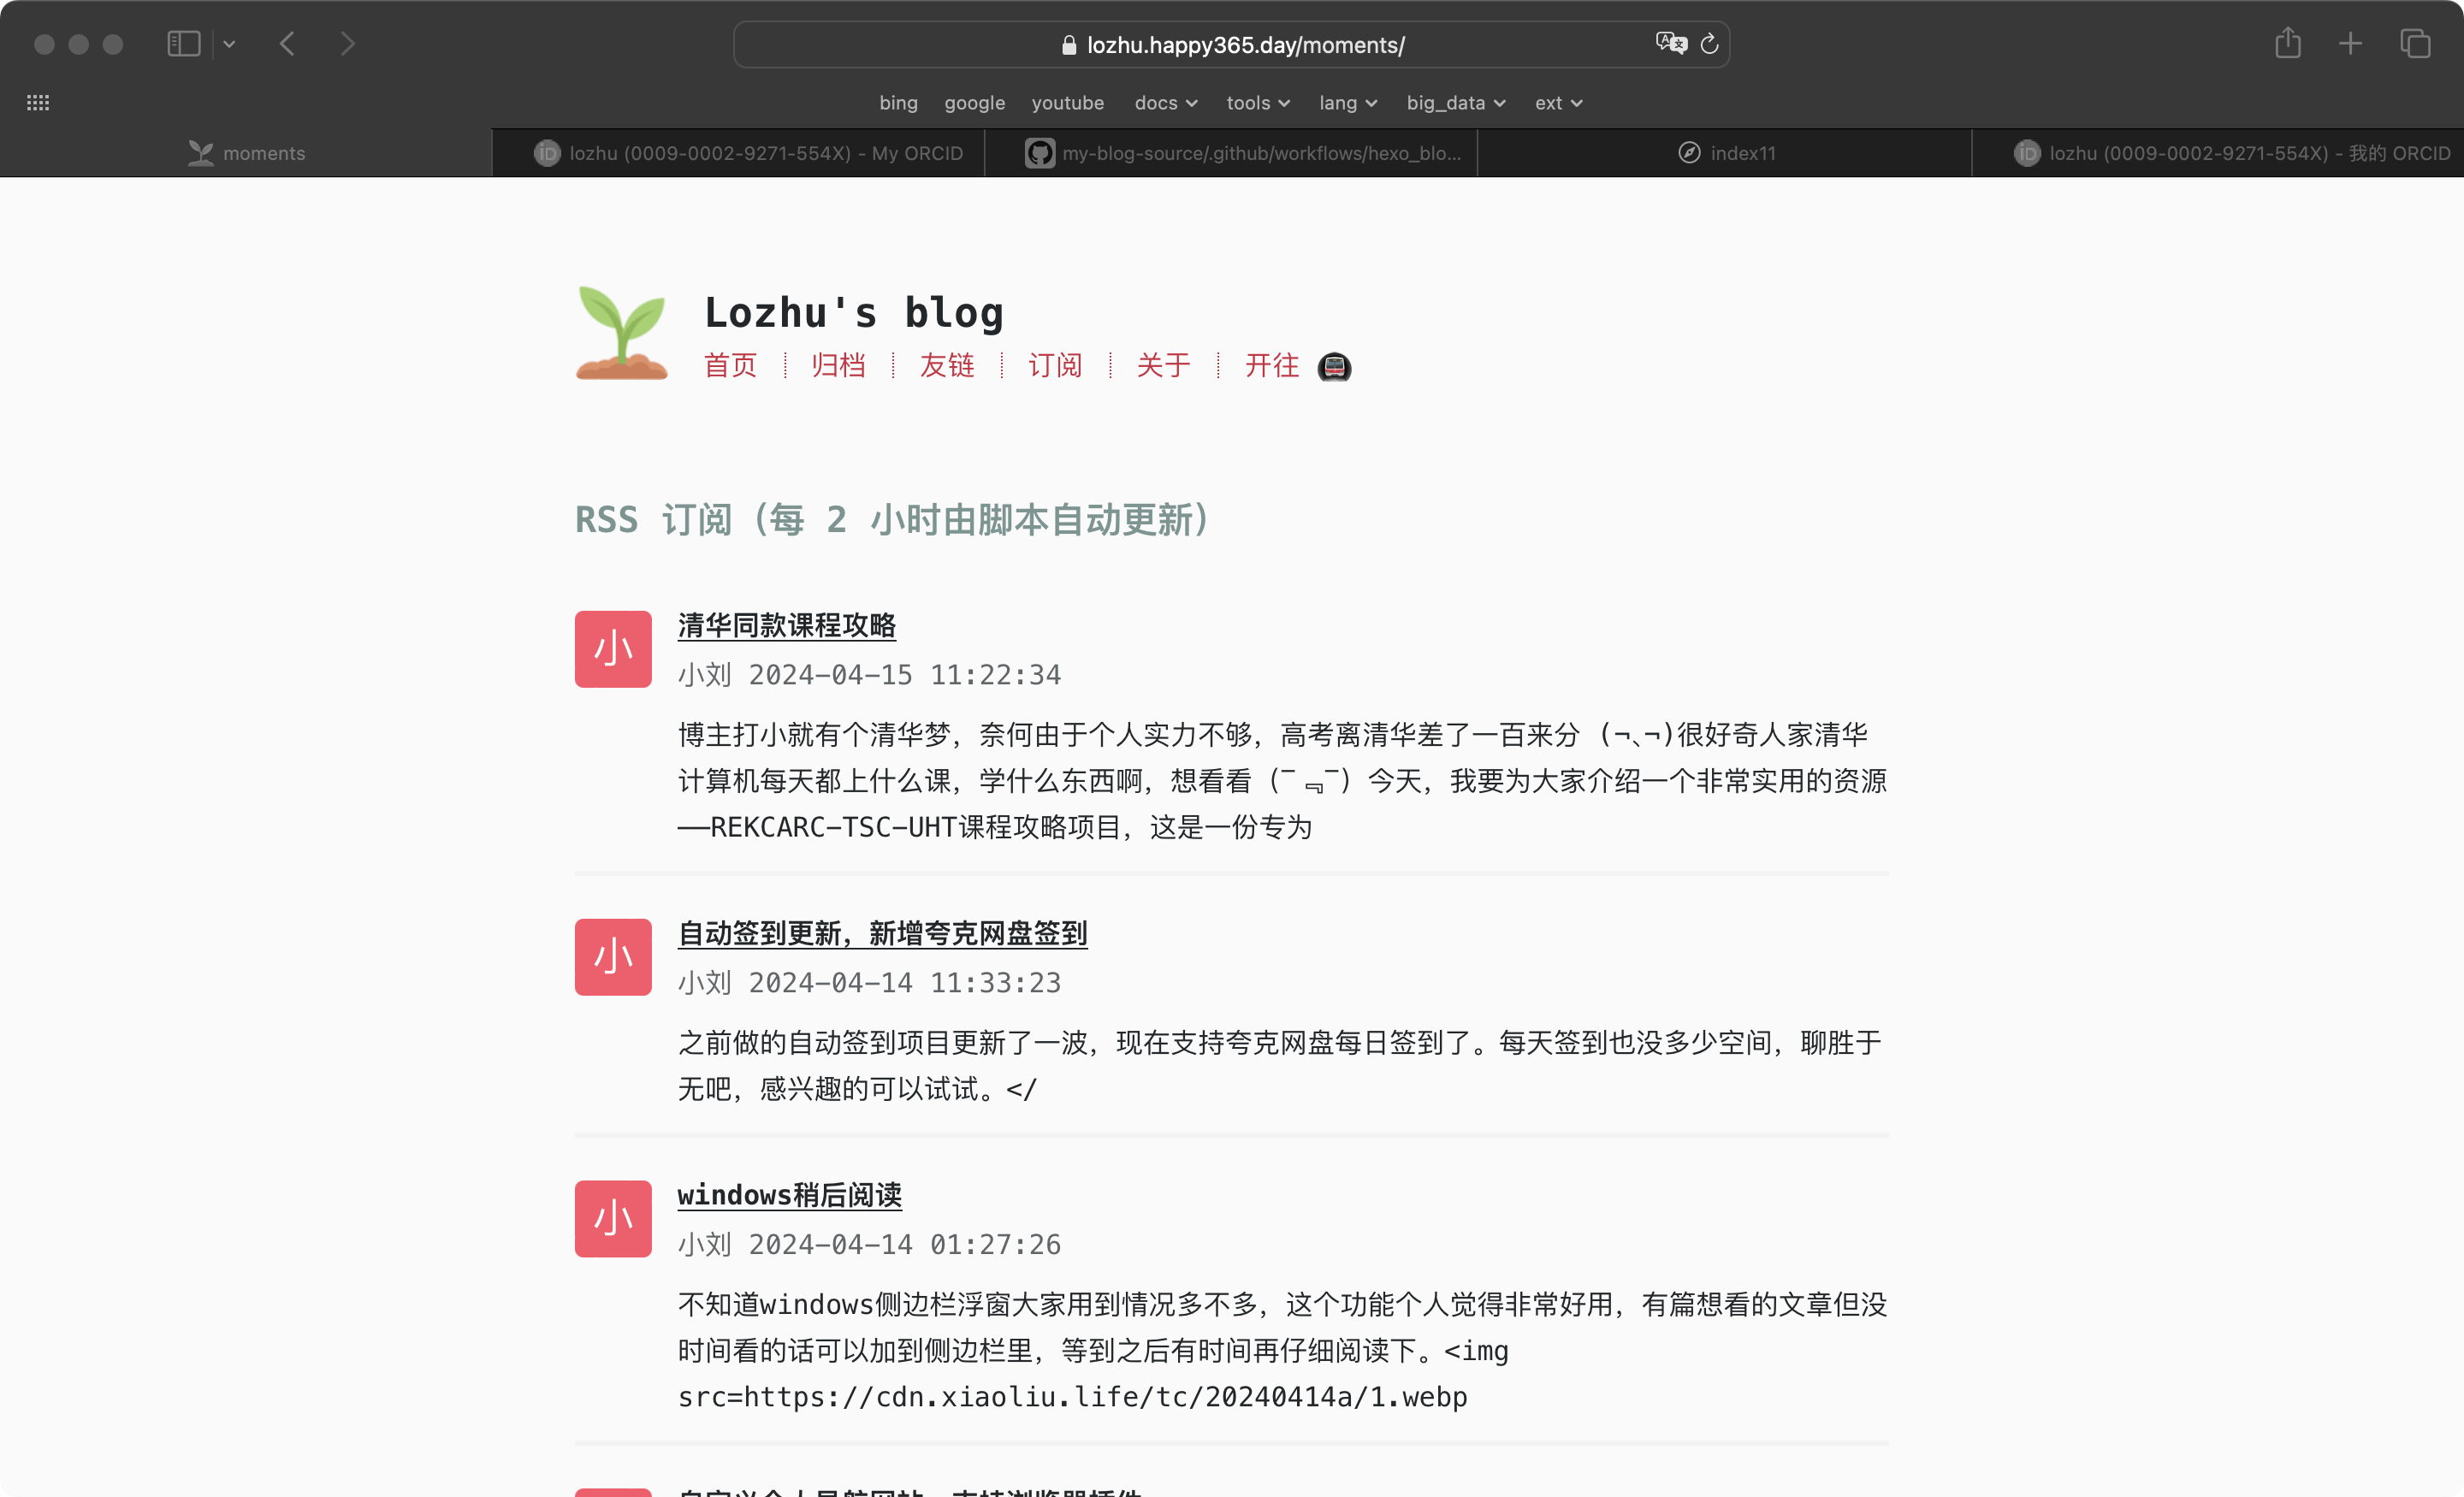 lozhu.happy365.day/moments/
bing google youtube docs tools lang big_data ext
moments
lozhu (0009-0002-9271-554X) - My ORCID
my-blog-source/.github/workflows/hexo_blo...
index11
lozhu (0009-0002-9271-554X) - 我的 ORCID
Lozhu's blog
首页 归档 友链 订阅 关于 开往
RSS 订阅（每 2 小时由脚本自动更新）
小
清华同款课程攻略
小刘 2024-04-15 11:22:34
博主打小就有个清华梦，奈何由于个人实力不够，高考离清华差了一百来分 (¬､¬)很好奇人家清华
计算机每天都上什么课，学什么东西啊，想看看 (‾﹃‾) 今天，我要为大家介绍一个非常实用的资源
——REKCARC-TSC-UHT课程攻略项目，这是一份专为
小
自动签到更新，新增夸克网盘签到
小刘 2024-04-14 11:33:23
之前做的自动签到项目更新了一波，现在支持夸克网盘每日签到了。每天签到也没多少空间，聊胜于
无吧，感兴趣的可以试试。</
小
windows稍后阅读
小刘 2024-04-14 01:27:26
不知道windows侧边栏浮窗大家用到情况多不多，这个功能个人觉得非常好用，有篇想看的文章但没
时间看的话可以加到侧边栏里，等到之后有时间再仔细阅读下。<img
src=https://cdn.xiaoliu.life/tc/20240414a/1.webp